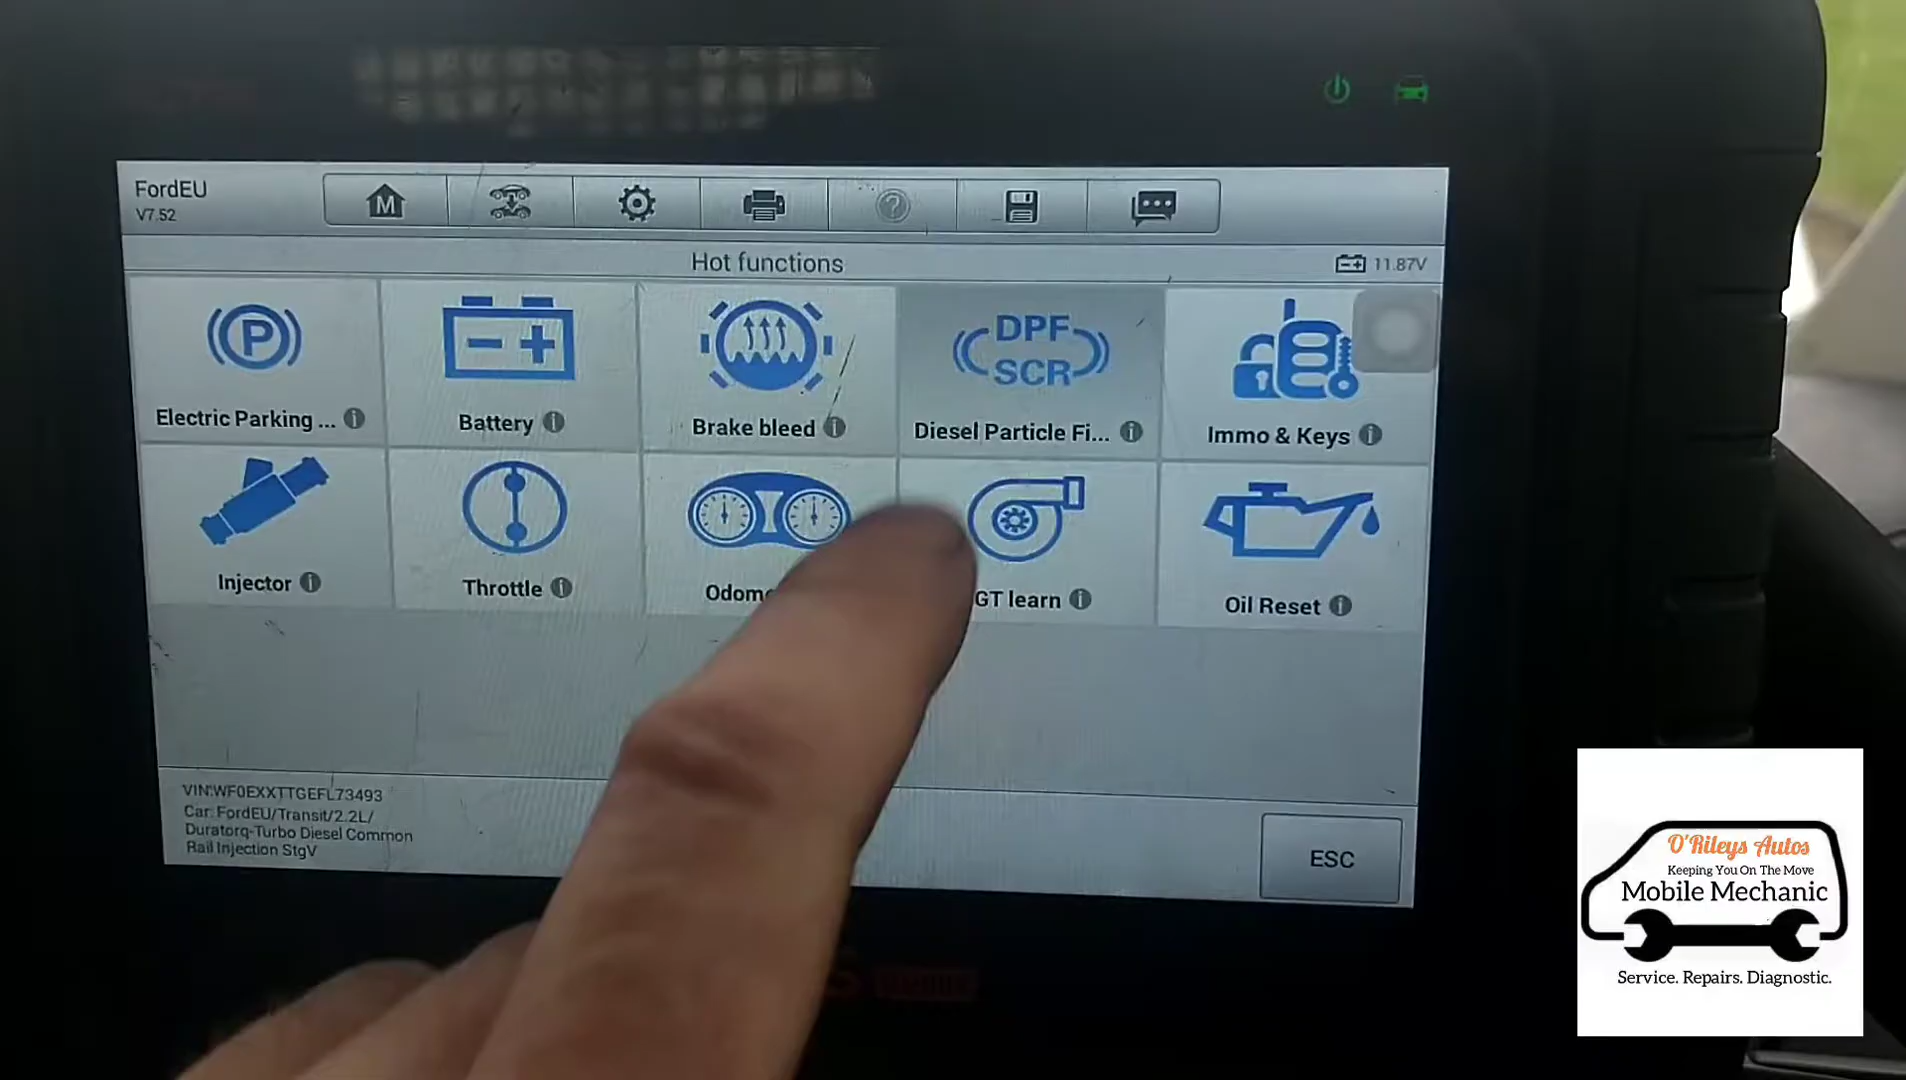 FordEU
V7.52
M
?
Hot functions
11.87V
P
DPF
SCR
Electric Parking ...
Battery
Brake bleed
Diesel Particle Fi...
Immo & Keys
Injector
Throttle
GT learn
Oil Reset
VIN:WF0EXXTTGEFL73493
Car: FordEU/Transit/2.2L/
Duratorq-Turbo Diesel Common
Rail Injection StgV
ESC
O'Rileys Autos
Keeping You On The Move
Mobile Mechanic
Service. Repairs. Diagnostic.